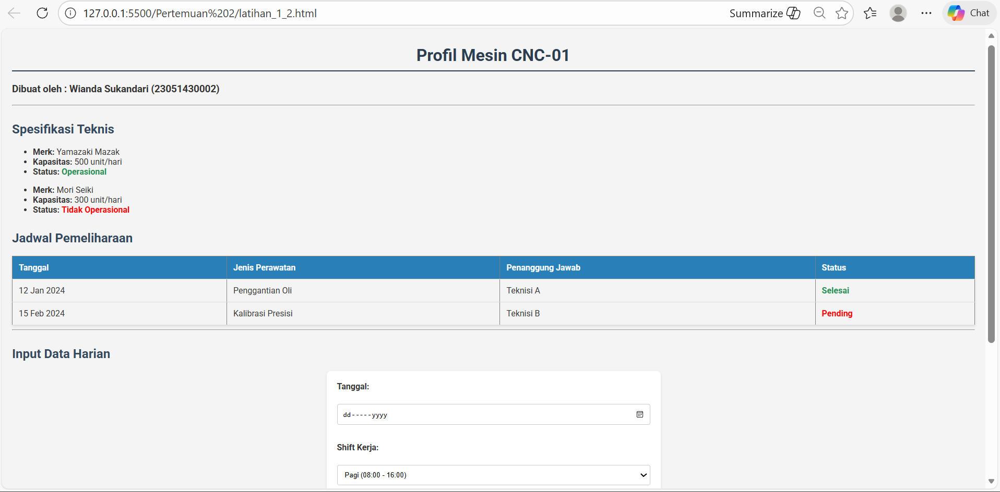 127.0.0.1:5500/Pertemuan%202/latihan_1_2.html Summarize Chat
Profil Mesin CNC-01
Dibuat oleh : Wianda Sukandari (23051430002)
Spesifikasi Teknis
• Merk: Yamazaki Mazak
• Kapasitas: 500 unit/hari
• Status: Operasional
• Merk: Mori Seiki
• Kapasitas: 300 unit/hari
• Status: Tidak Operasional
Jadwal Pemeliharaan
Tanggal Jenis Perawatan Penanggung Jawab Status
12 Jan 2024 Penggantian Oli Teknisi A Selesai
15 Feb 2024 Kalibrasi Presisi Teknisi B Pending
Input Data Harian
Tanggal:
dd-----yyyy
Shift Kerja:
Pagi (08:00 - 16:00)